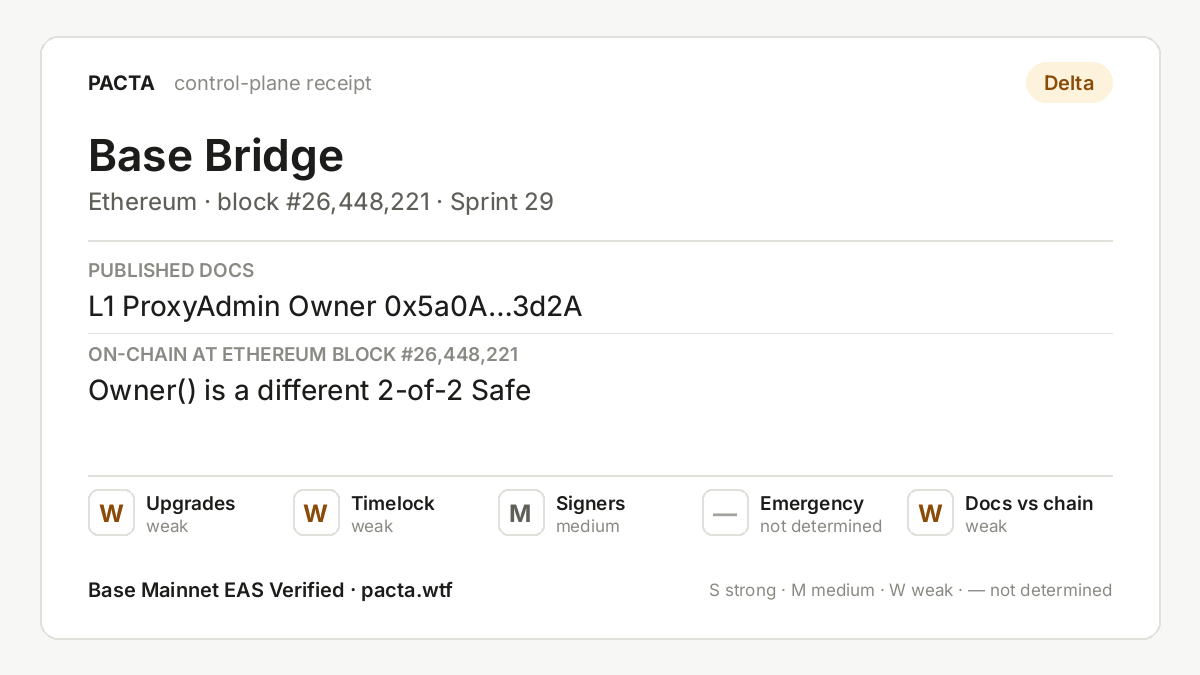 PACTA control-plane receipt Delta
Base Bridge
Ethereum · block #26,448,221 · Sprint 29
PUBLISHED DOCS
L1 ProxyAdmin Owner 0x5a0A…3d2A
ON-CHAIN AT ETHEREUM BLOCK #26,448,221
Owner() is a different 2-of-2 Safe
W Upgrades weak
W Timelock weak
M Signers medium
— Emergency not determined
W Docs vs chain weak
Base Mainnet EAS Verified · pacta.wtf
S strong · M medium · W weak · — not determined